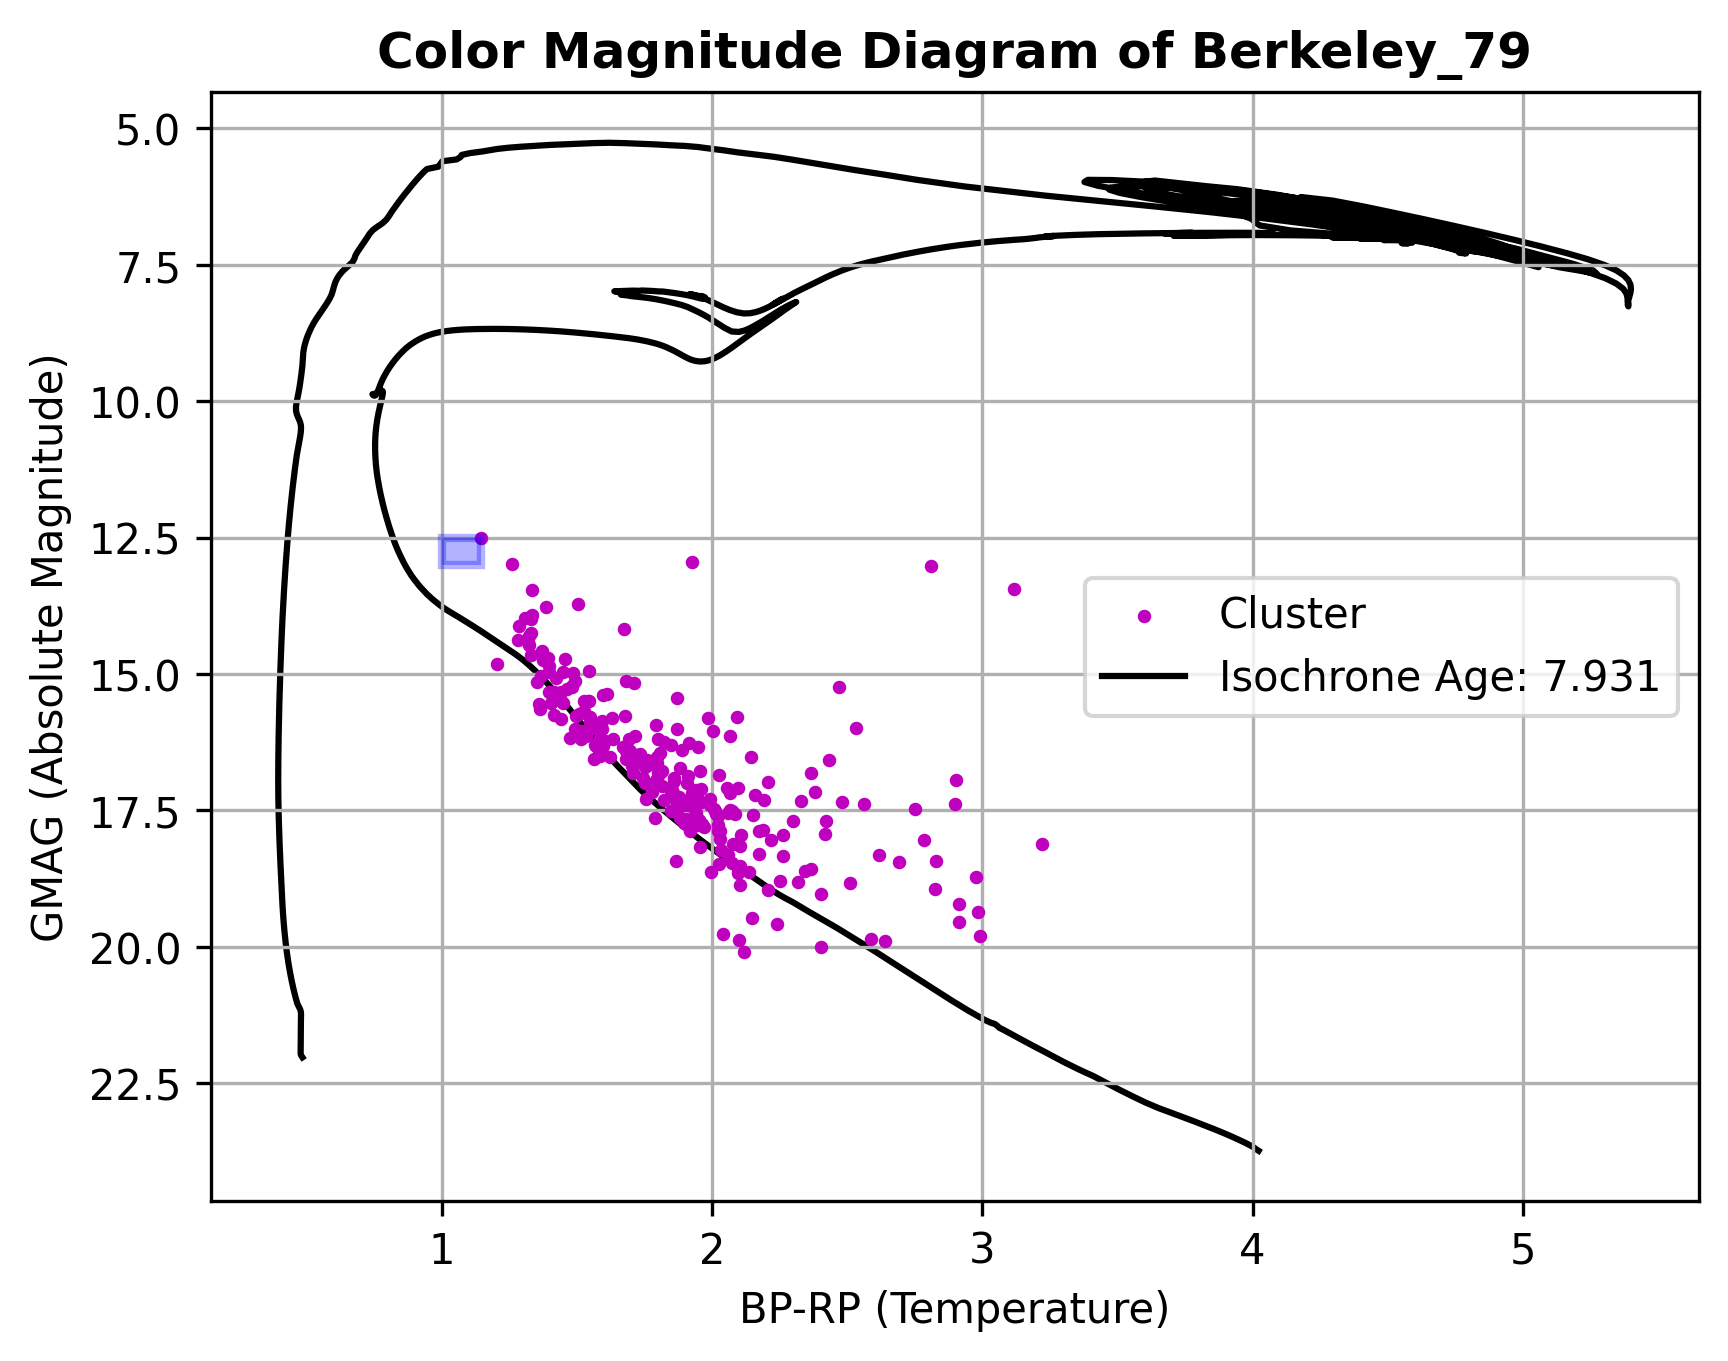 Color Magnitude Diagram of Berkeley_79
GMAG (Absolute Magnitude)
5.0
7.5
10.0
12.5
15.0
17.5
20.0
22.5
Cluster
Isochrone Age: 7.931
1 2 3 4 5
BP-RP (Temperature)